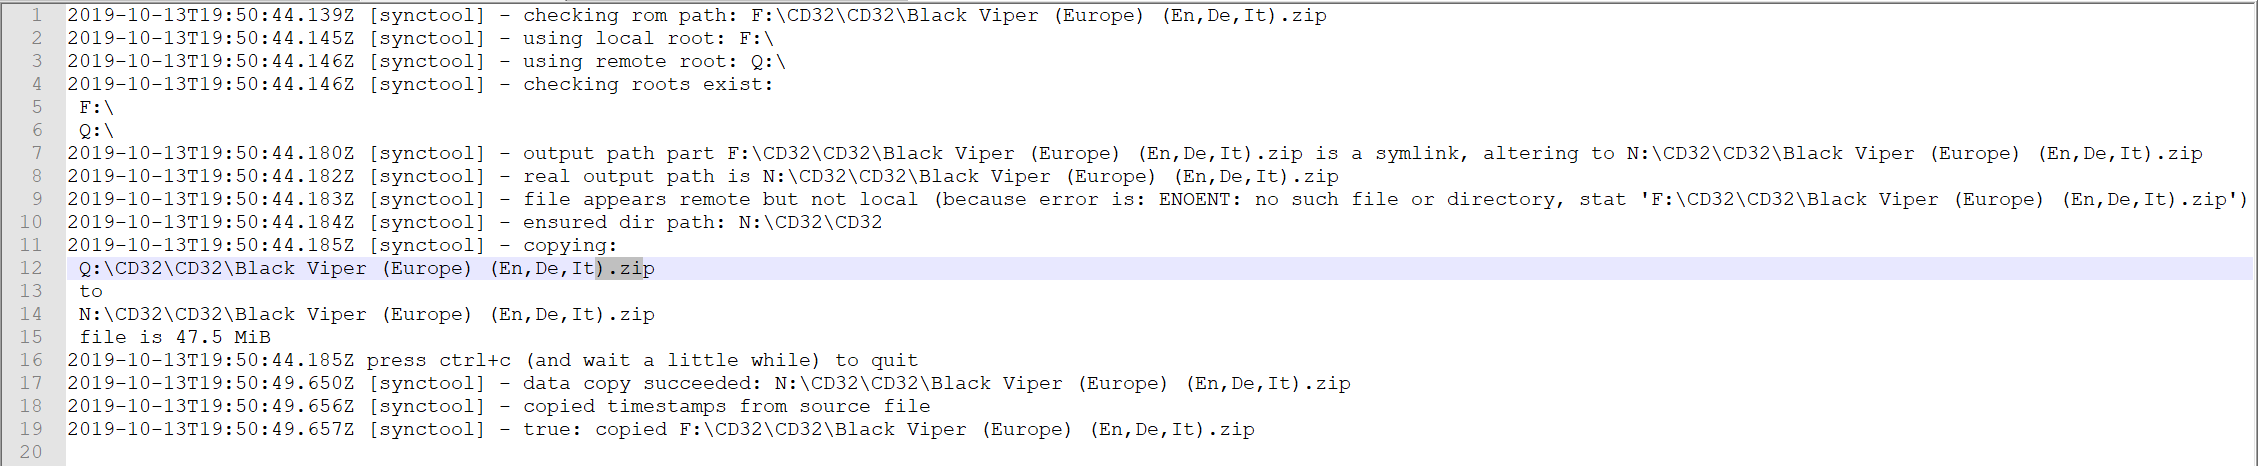 1 2019-10-13T19:50:44.139Z [synctool] - checking rom path: F:\CD32\CD32\Black Viper (Europe) (En,De,It).zip
2 2019-10-13T19:50:44.145Z [synctool] - using local root: F:\
3 2019-10-13T19:50:44.146Z [synctool] - using remote root: Q:\
4 2019-10-13T19:50:44.146Z [synctool] - checking roots exist:
5 F:\
6 Q:\
7 2019-10-13T19:50:44.180Z [synctool] - output path part F:\CD32\CD32\Black Viper (Europe) (En,De,It).zip is a symlink, altering to N:\CD32\CD32\Black Viper (Europe) (En,De,It).zip
8 2019-10-13T19:50:44.182Z [synctool] - real output path is N:\CD32\CD32\Black Viper (Europe) (En,De,It).zip
9 2019-10-13T19:50:44.183Z [synctool] - file appears remote but not local (because error is: ENOENT: no such file or directory, stat 'F:\CD32\CD32\Black Viper (Europe) (En,De,It).zip')
10 2019-10-13T19:50:44.184Z [synctool] - ensured dir path: N:\CD32\CD32
11 2019-10-13T19:50:44.185Z [synctool] - copying:
12 Q:\CD32\CD32\Black Viper (Europe) (En,De,It).zip
13 to
14 N:\CD32\CD32\Black Viper (Europe) (En,De,It).zip
15 file is 47.5 MiB
16 2019-10-13T19:50:44.185Z press ctrl+c (and wait a little while) to quit
17 2019-10-13T19:50:49.650Z [synctool] - data copy succeeded: N:\CD32\CD32\Black Viper (Europe) (En,De,It).zip
18 2019-10-13T19:50:49.656Z [synctool] - copied timestamps from source file
19 2019-10-13T19:50:49.657Z [synctool] - true: copied F:\CD32\CD32\Black Viper (Europe) (En,De,It).zip
20